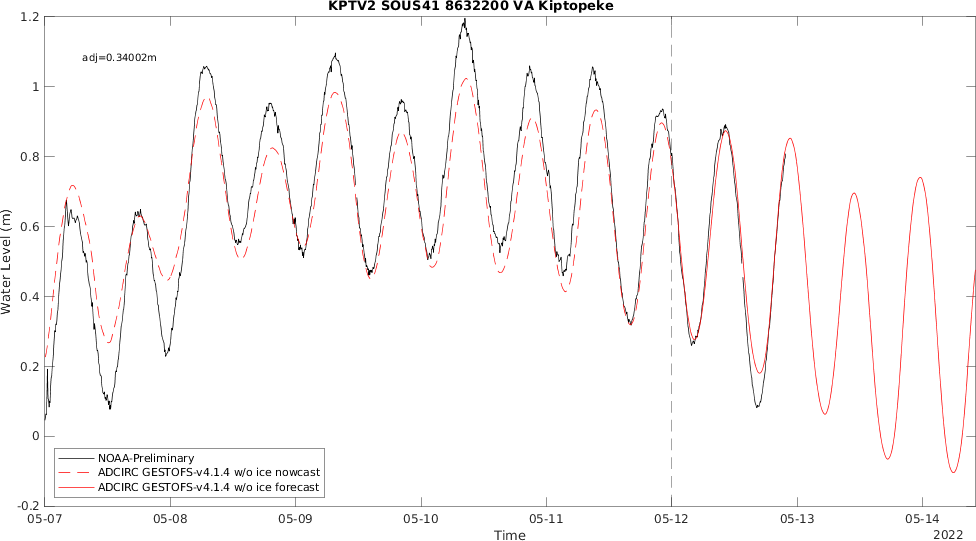 KPTV2 SOUS41 8632200 VA Kiptopeke
adj=0.34002m
1.2
1
0.8
0.6
0.4
0.2
0
-0.2
Water Level (m)
NOAA-Preliminary
ADCIRC GESTOFS-v4.1.4 w/o ice nowcast
ADCIRC GESTOFS-v4.1.4 w/o ice forecast
05-07 05-08 05-09 05-10 05-11 05-12 05-13 05-14
Time
2022